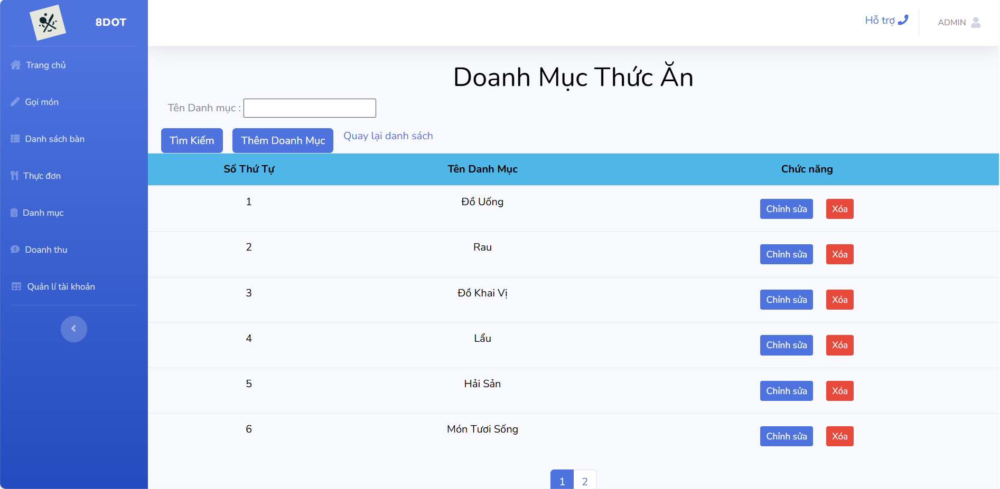 8DOT
Hỗ trợ
ADMIN
Trang chủ
Gọi món
Danh sách bàn
Thực đơn
Danh mục
Doanh thu
Quản lí tài khoản
Doanh Mục Thức Ăn
Tên Danh mục :
Tìm Kiếm Thêm Doanh Mục Quay lại danh sách
Số Thứ Tự Tên Danh Mục Chức năng
1 Đồ Uống Chỉnh sửa Xóa
2 Rau Chỉnh sửa Xóa
3 Đồ Khai Vị Chỉnh sửa Xóa
4 Lẩu Chỉnh sửa Xóa
5 Hải Sản Chỉnh sửa Xóa
6 Món Tươi Sống Chỉnh sửa Xóa
1 2